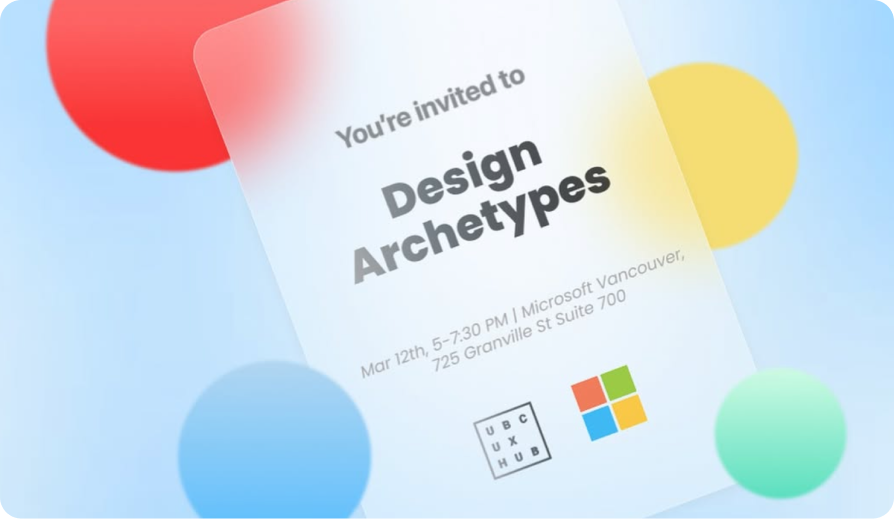 You're invited to
Design
Archetypes
Mar 12th, 5-7:30 PM | Microsoft Vancouver,
725 Granville St Suite 700
U B C
U X
H U B